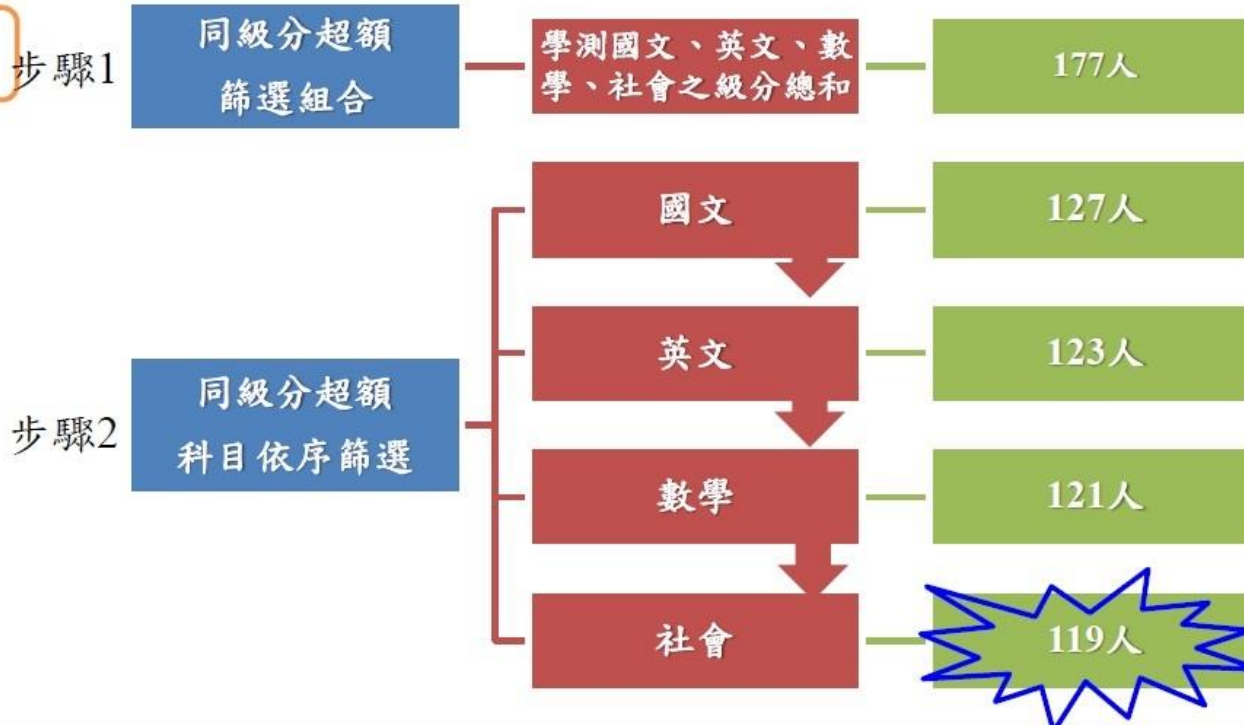 步驟1
同級分超額
篩選組合
學測國文、英文、數
學、社會之級分總和
177人
步驟2
同級分超額
科目依序篩選
國文
127人
英文
123人
數學
121人
社會
119人